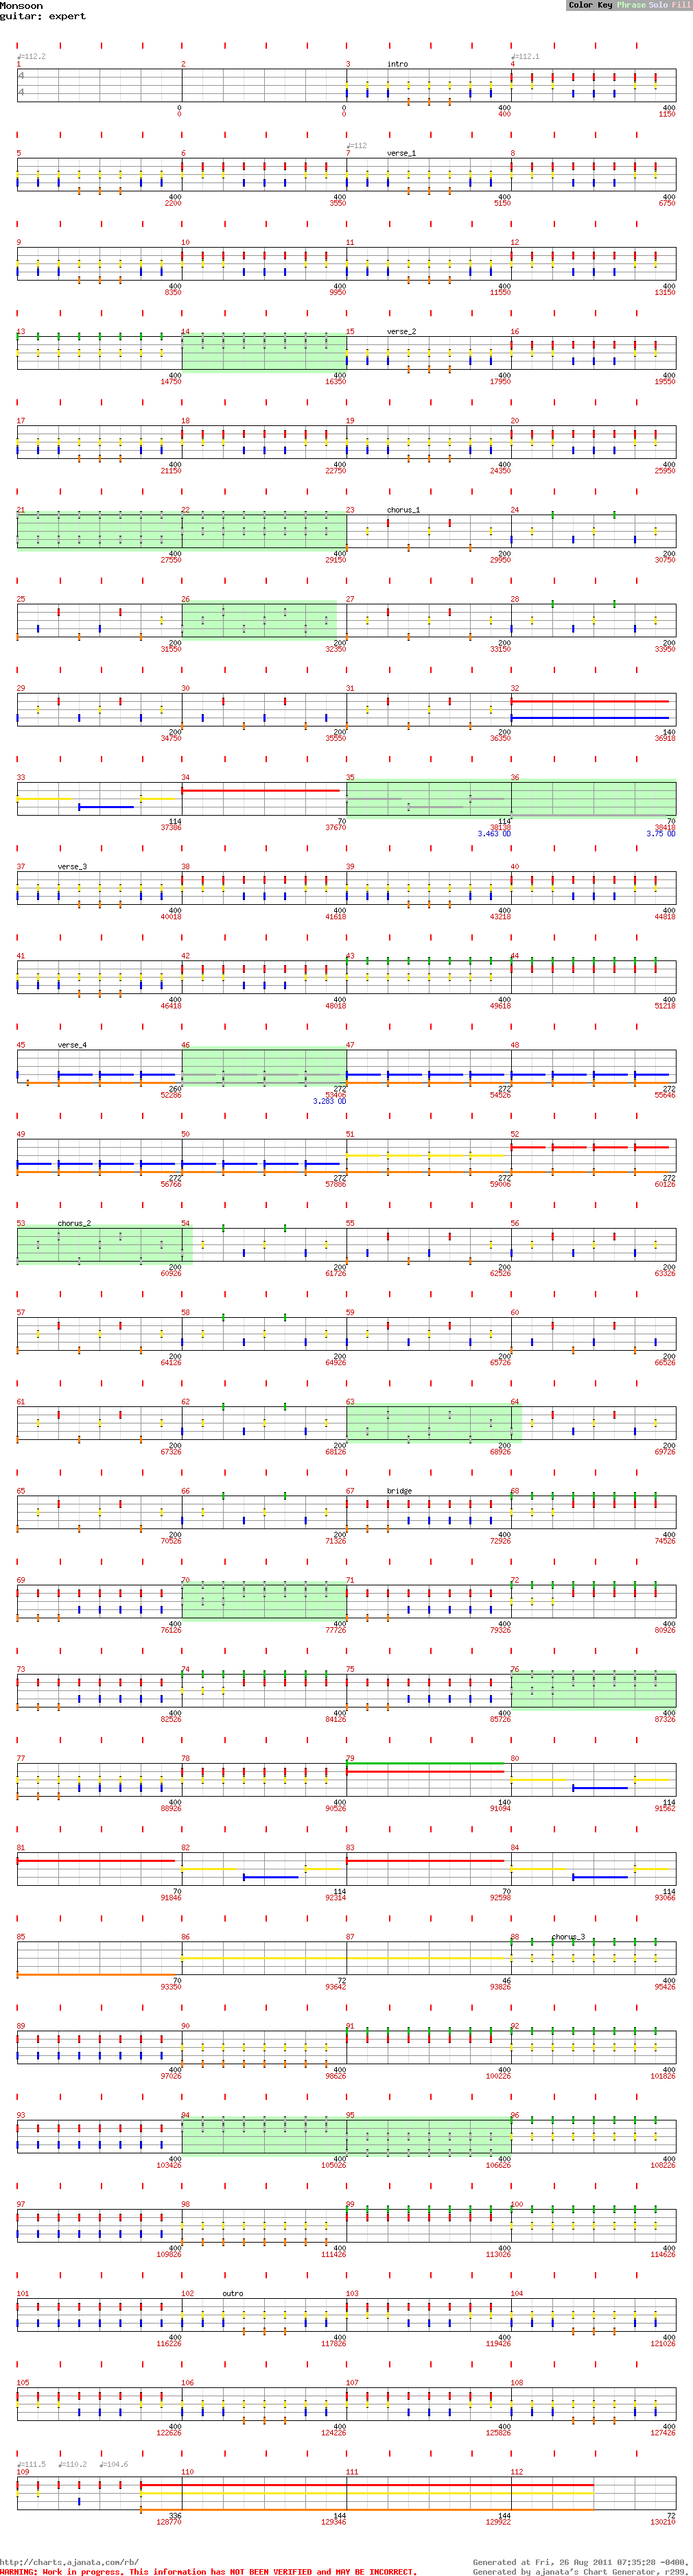 Monsoon
guitar: expert
Color Key Phrase Solo Fill
♩=112.2 ♩=112.1
1 2 3 intro 4
4
4
0 0 400 400
0 0 400 1150
♩=112
5 6 7 verse_1 8
400 400 400 400
2200 3550 5150 6750
9 10 11 12
400 400 400 400
8350 9950 11550 13150
13 14 15 verse_2 16
400 400 400 400
14750 16350 17950 19550
17 18 19 20
400 400 400 400
21150 22750 24350 25950
21 22 23 chorus_1 24
400 400 200 200
27550 29150 29950 30750
25 26 27 28
200 200 200 200
31550 32350 33150 33950
29 30 31 32
200 200 200 140
34750 35550 36350 36918
33 34 35 36
114 70 114 70
37386 37670 38138 38418
3.463 OD 3.75 OD
37 verse_3 38 39 40
400 400 400 400
40018 41618 43218 44818
41 42 43 44
400 400 400 400
46418 48018 49618 51218
45 verse_4 46 47 48
260 272 272 272
52286 53406 54526 55646
3.283 OD
49 50 51 52
272 272 272 272
56766 57886 59006 60126
53 chorus_2 54 55 56
200 200 200 200
60926 61726 62526 63326
57 58 59 60
200 200 200 200
64126 64926 65726 66526
61 62 63 64
200 200 200 200
67326 68126 68926 69726
65 66 67 bridge 68
200 200 400 400
70526 71326 72926 74526
69 70 71 72
400 400 400 400
76126 77726 79326 80926
73 74 75 76
400 400 400 400
82526 84126 85726 87326
77 78 79 80
400 400 140 114
88926 90526 91094 91562
81 82 83 84
70 114 70 114
91846 92314 92598 93066
85 86 87 88 chorus_3
70 72 46 400
93350 93642 93826 95426
89 90 91 92
400 400 400 400
97026 98626 100226 101826
93 94 95 96
400 400 400 400
103426 105026 106626 108226
97 98 99 100
400 400 400 400
109826 111426 113026 114626
101 102 outro 103 104
400 400 400 400
116226 117826 119426 121026
105 106 107 108
400 400 400 400
122626 124226 125826 127426
♩=111.5 ♩=110.2 ♩=104.6
109 110 111 112
336 144 144 72
128770 129346 129922 130210
http://charts.ajanata.com/rb/ Generated at Fri, 26 Aug 2011 07:35:28 -0400.
WARNING: Work in progress. This information has NOT BEEN VERIFIED and MAY BE INCORRECT. Generated by ajanata's Chart Generator, r299.